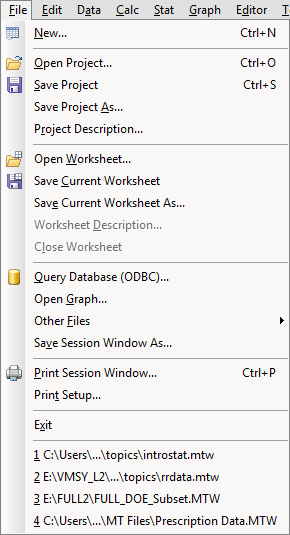 File Edit Data Calc Stat Graph Editor
New... Ctrl+N
Open Project... Ctrl+O
Save Project Ctrl+S
Save Project As...
Project Description...
Open Worksheet...
Save Current Worksheet
Save Current Worksheet As...
Worksheet Description...
Close Worksheet
Query Database (ODBC)...
Open Graph...
Other Files
Save Session Window As...
Print Session Window... Ctrl+P
Print Setup...
Exit
1 C:\Users\...\topics\introstat.mtw
2 E:\VMSY_L2\...\topics\rrdata.mtw
3 E:\FULL2\FULL_DOE_Subset.MTW
4 C:\Users\...\MT Files\Prescription Data.MTW